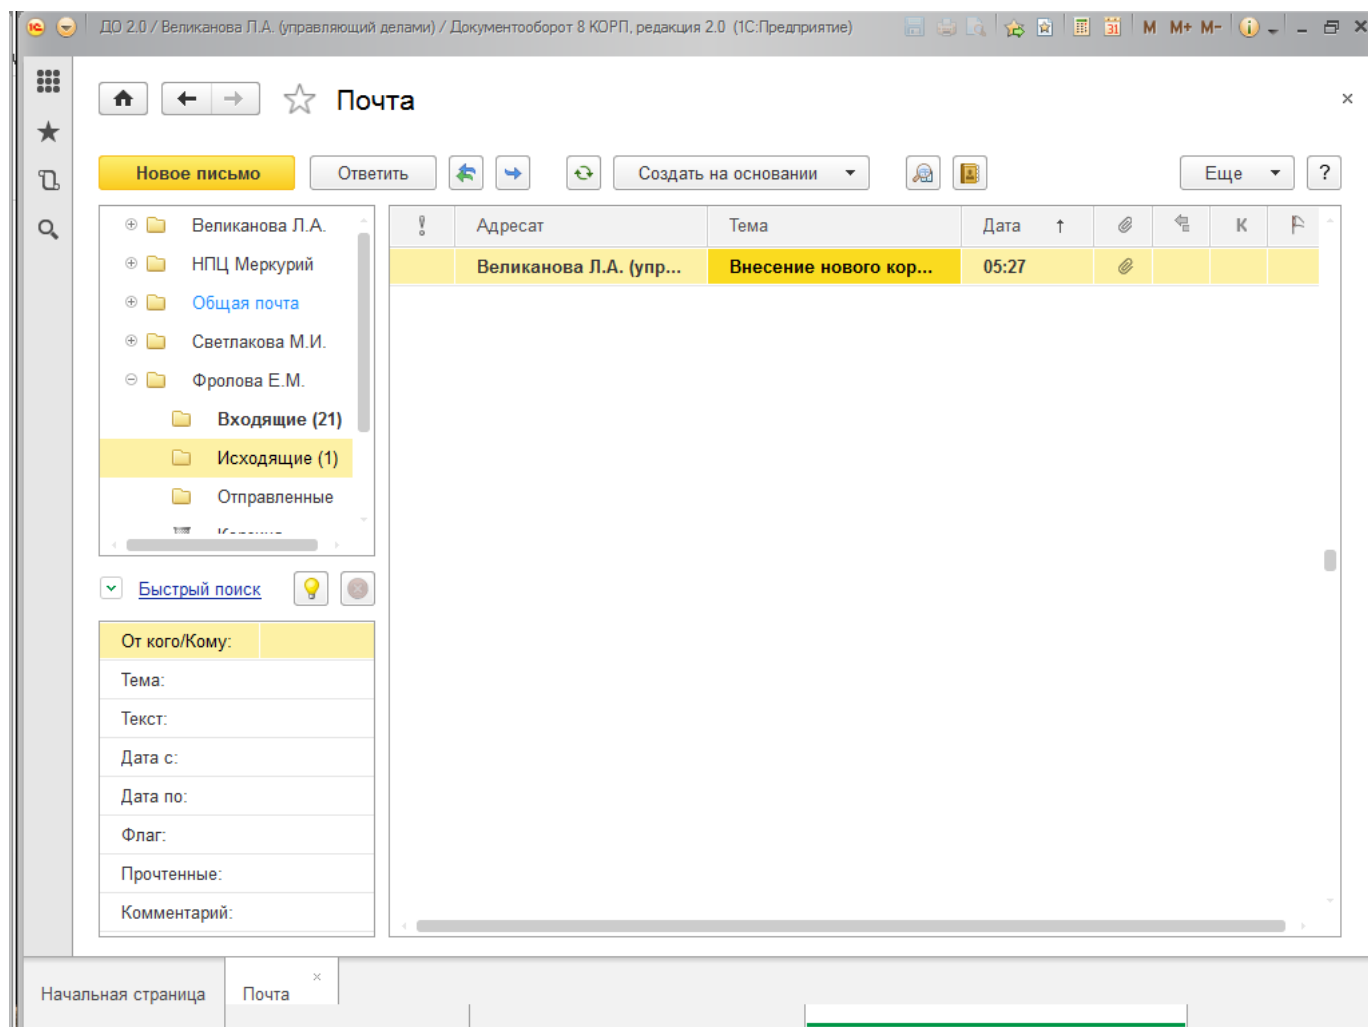 ДО 2.0 / Великанова Л.А. (управляющий делами) / Документооборот 8 КОРП, редакция 2.0 (1С:Предприятие)
31 M M+ M-
Почта
Новое письмо Ответить Создать на основании Еще ?
Великанова Л.А.
НПЦ Меркурий
Общая почта
Светлакова М.И.
Фролова Е.М.
Входящие (21)
Исходящие (1)
Отправленные
Корзина
Адресат Тема Дата ↑ К
Великанова Л.А. (упр... Внесение нового кор... 05:27
Быстрый поиск
От кого/Кому:
Тема:
Текст:
Дата с:
Дата по:
Флаг:
Прочтенные:
Комментарий:
Начальная страница Почта